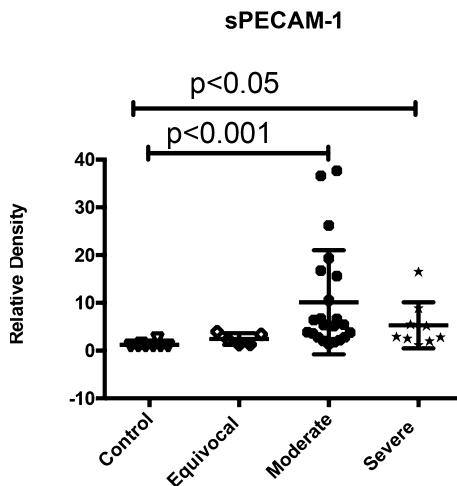 sPECAM-1
p<0.05
p<0.001
Relative Density
40
30
20
10
0
-10
Control
Equivocal
Moderate
Severe